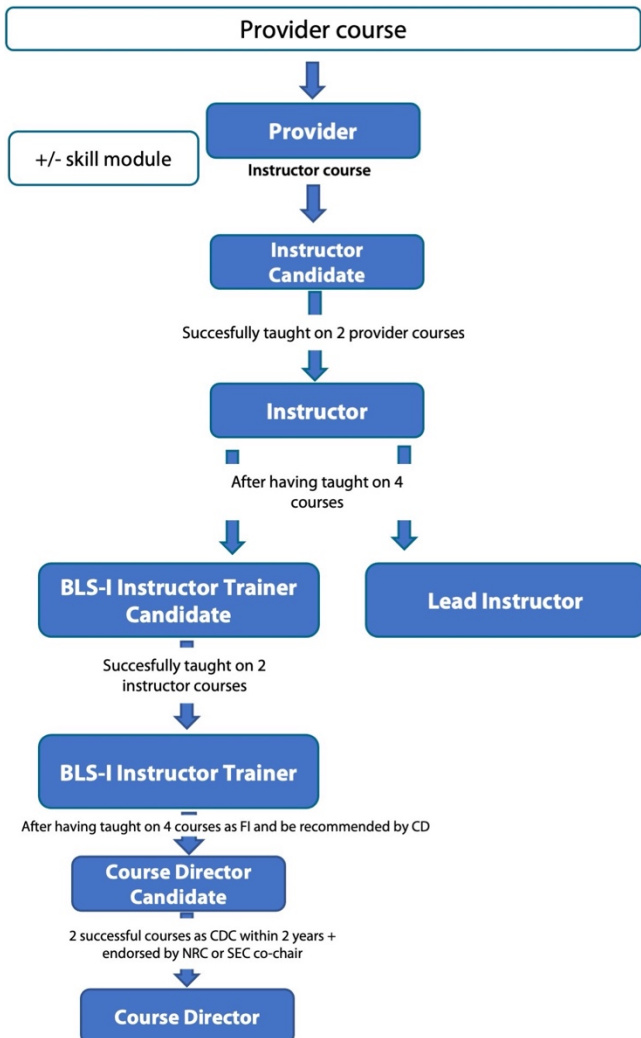 Provider course
Provider
+/- skill module
Instructor course
Instructor
Candidate
Succesfully taught on 2 provider courses
Instructor
After having taught on 4
courses
BLS-I Instructor Trainer
Candidate
Lead Instructor
Succesfully taught on 2
instructor courses
BLS-I Instructor Trainer
After having taught on 4 courses as FI and be recommended by CD
Course Director
Candidate
2 successful courses as CDC within 2 years +
endorsed by NRC or SEC co-chair
Course Director